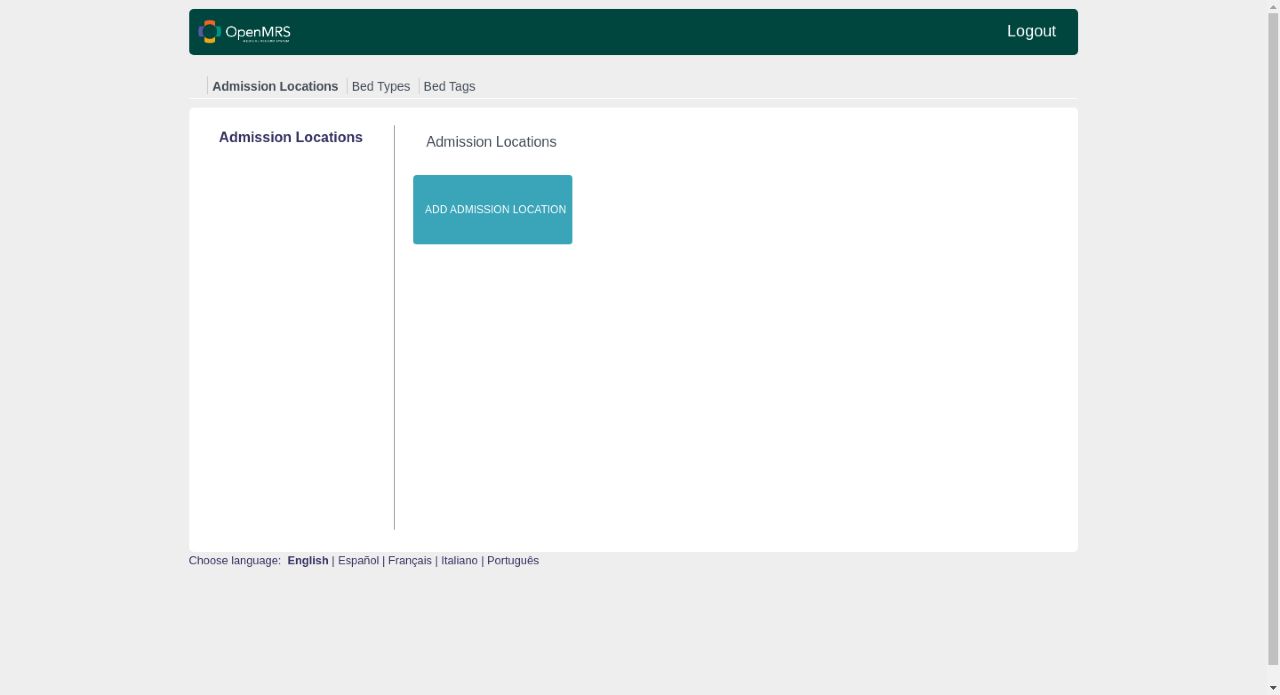 OpenMRS
Logout
Admission Locations
Bed Types
Bed Tags
Admission Locations
Admission Locations
ADD ADMISSION LOCATION
Choose language: English | Español | Français | Italiano | Português